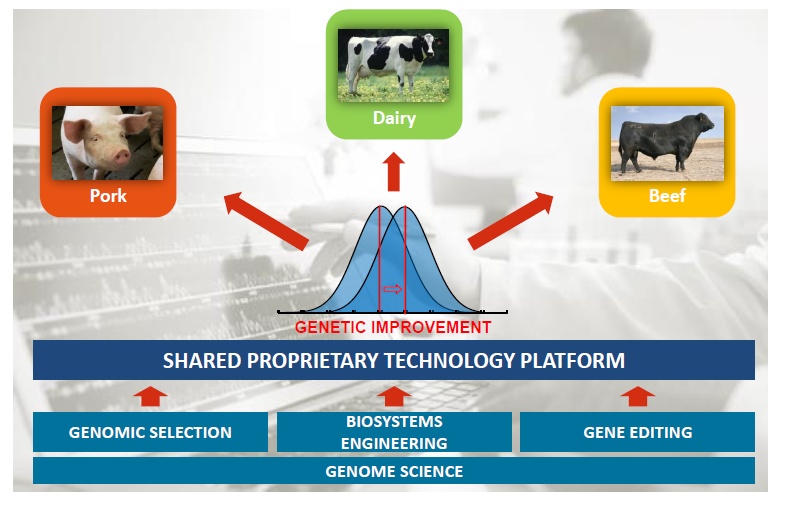 Dairy
Pork
Beef
GENETIC IMPROVEMENT
SHARED PROPRIETARY TECHNOLOGY PLATFORM
GENOMIC SELECTION
BIOSYSTEMS
ENGINEERING
GENE EDITING
GENOME SCIENCE